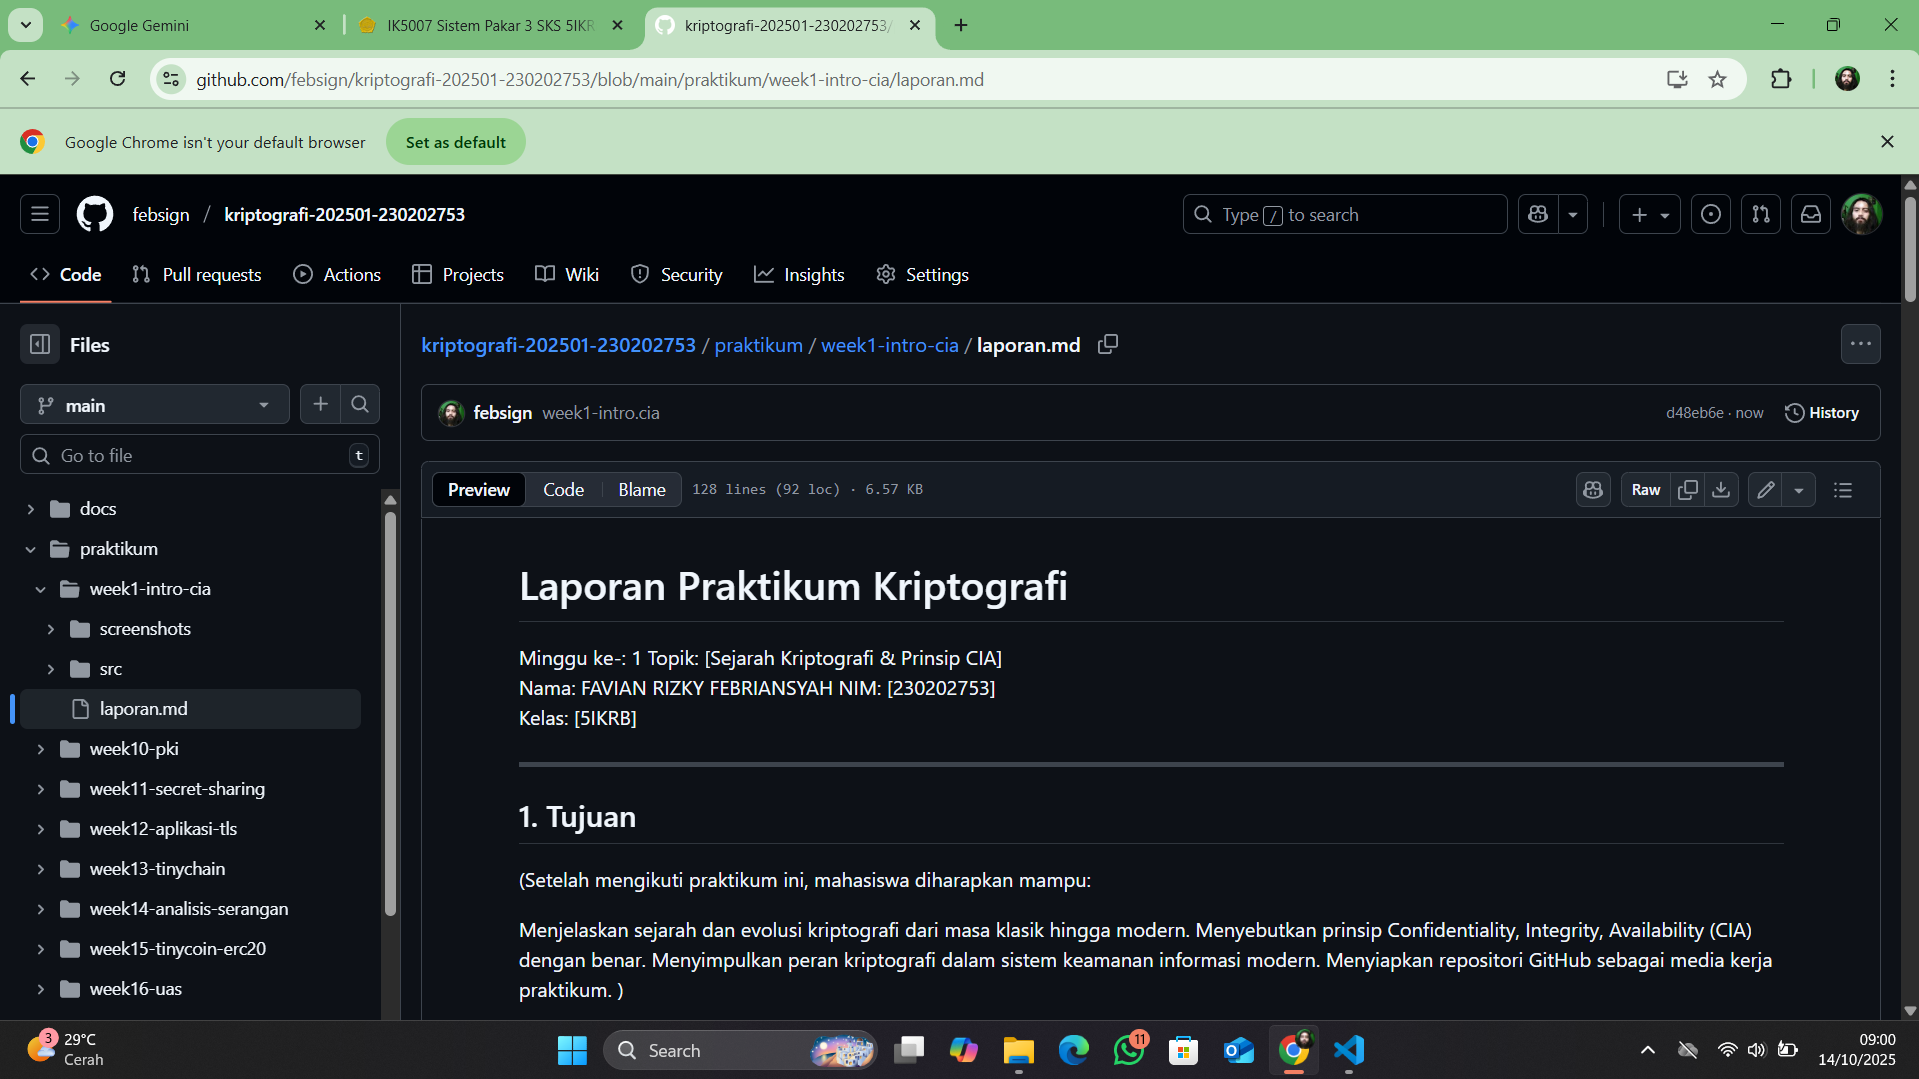 Google Gemini
IK5007 Sistem Pakar 3 SKS 5IKR
kriptografi-202501-230202753/
github.com/febsign/kriptografi-202501-230202753/blob/main/praktikum/week1-intro-cia/laporan.md
Google Chrome isn't your default browser
Set as default
febsign / kriptografi-202501-230202753
Type / to search
Code
Pull requests
Actions
Projects
Wiki
Security
Insights
Settings
Files
main
Go to file
t
docs
praktikum
week1-intro-cia
screenshots
src
laporan.md
week10-pki
week11-secret-sharing
week12-aplikasi-tls
week13-tinychain
week14-analisis-serangan
week15-tinycoin-erc20
week16-uas
kriptografi-202501-230202753 / praktikum / week1-intro-cia / laporan.md
febsign week1-intro.cia
d48eb6e · now
History
Preview
Code
Blame
128 lines (92 loc) · 6.57 KB
Raw
Laporan Praktikum Kriptografi
Minggu ke-: 1 Topik: [Sejarah Kriptografi & Prinsip CIA]
Nama: FAVIAN RIZKY FEBRIANSYAH NIM: [230202753]
Kelas: [5IKRB]
1. Tujuan
(Setelah mengikuti praktikum ini, mahasiswa diharapkan mampu:
Menjelaskan sejarah dan evolusi kriptografi dari masa klasik hingga modern. Menyebutkan prinsip Confidentiality, Integrity, Availability (CIA)
dengan benar. Menyimpulkan peran kriptografi dalam sistem keamanan informasi modern. Menyiapkan repositori GitHub sebagai media kerja
praktikum. )
3
29°C
Cerah
Search
11
09:00
14/10/2025